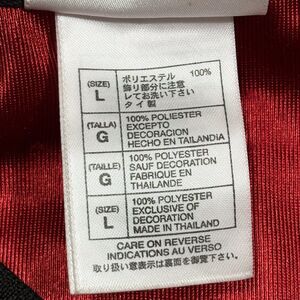 (SIZE)
L
ポリエステル 100%
飾り部分に注意
してお洗い下さい
タイ製
(TALLA)
G
100% POLIESTER
EXCEPTO
DECORACION
HECHO EN TAILANDIA
(TAILLE)
G
100% POLYESTER
SAUF DECORATION
FABRIQUE EN
THAILANDE
(SIZE)
L
100% POLYESTER
EXCLUSIVE OF
DECORATION
MADE IN THAILAND
CARE ON REVERSE
INDICATIONS AU VERSO
取り扱い意表示は裏面を御覧下さい。